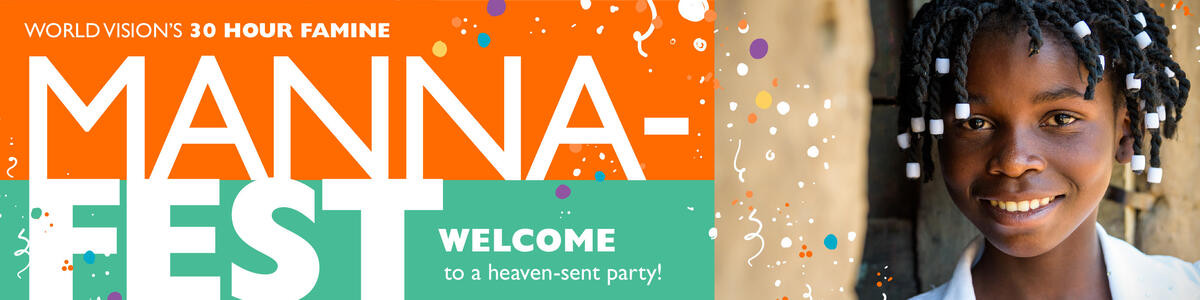 WORLD VISION'S 30 HOUR FAMINE
MANNA-
FEST
WELCOME
to a heaven-sent party!